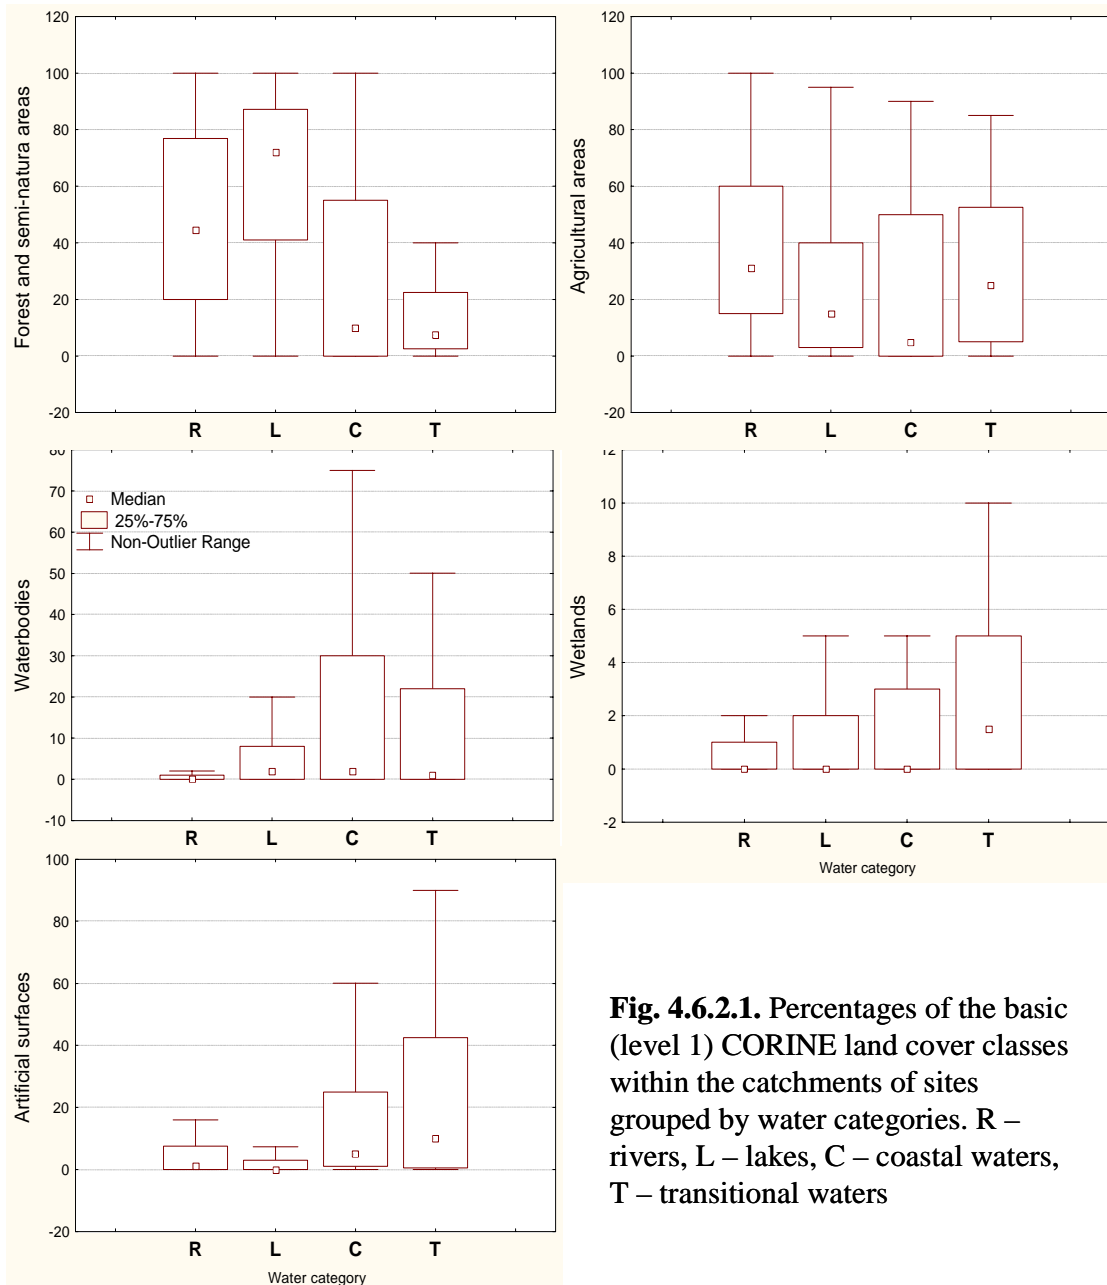 120
100
80
60
40
20
0
-20
Forest and semi-natura areas
R L C T
120
100
80
60
40
20
0
-20
Agricultural areas
R L C T
80
70
60
50
40
30
20
10
0
-10
Waterbodies
Median
25%-75%
Non-Outlier Range
R L C T
12
10
8
6
4
2
0
-2
Wetlands
R L C T
Water category
100
80
60
40
20
0
-20
Artificial surfaces
R L C T
Water category
Fig. 4.6.2.1. Percentages of the basic
(level 1) CORINE land cover classes
within the catchments of sites
grouped by water categories. R –
rivers, L – lakes, C – coastal waters,
T – transitional waters